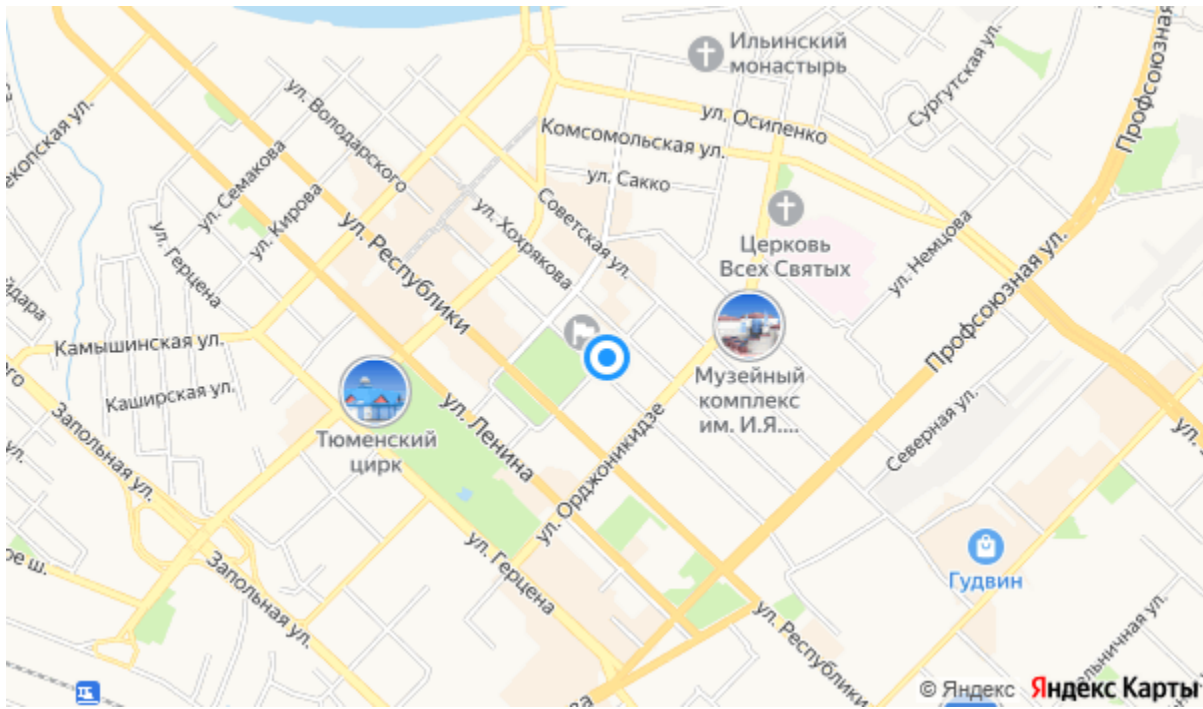 Ильинский
монастырь
Сургутская ул.
Профсоюзная
ул. Осипенко
Комсомольская ул.
ул. Володарского
ул. Сакко
ул. Семакова
ул. Кирова
Советская ул.
ул. Хохрякова
ул. Герцена
ул. Республики
Церковь
Всех Святых
ул. Немцова
Профсоюзная ул.
Камышинская ул.
Каширская ул.
Запольная ул.
Тюменский
цирк
ул. Ленина
Музейный
комплекс
им. И.Я....
ул. Орджоникидзе
Северная ул.
ул.
ул.
ое ш.
Запольная ул.
ул. Герцена
Гудвин
ул. Республики
© Яндекс Яндекс Карты